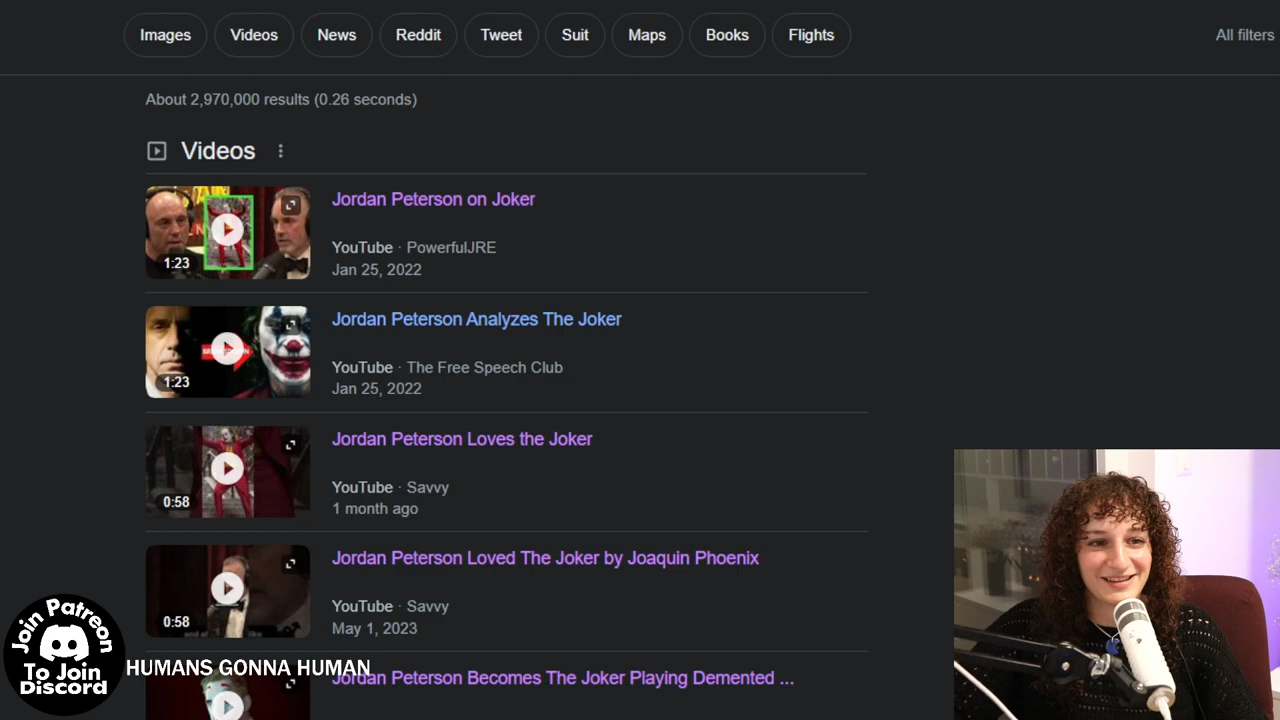 Images Videos News Reddit Tweet Suit Maps Books Flights All filters
About 2,970,000 results (0.26 seconds)
Videos
Jordan Peterson on Joker
1:23
YouTube · PowerfulJRE
Jan 25, 2022
Jordan Peterson Analyzes The Joker
1:23
YouTube · The Free Speech Club
Jan 25, 2022
Jordan Peterson Loves the Joker
0:58
YouTube · Savvy
1 month ago
Jordan Peterson Loved The Joker by Joaquin Phoenix
0:58
YouTube · Savvy
May 1, 2023
Jordan Peterson Becomes The Joker Playing Demented ...
Join Patreon
To Join
Discord
HUMANS GONNA HUMAN